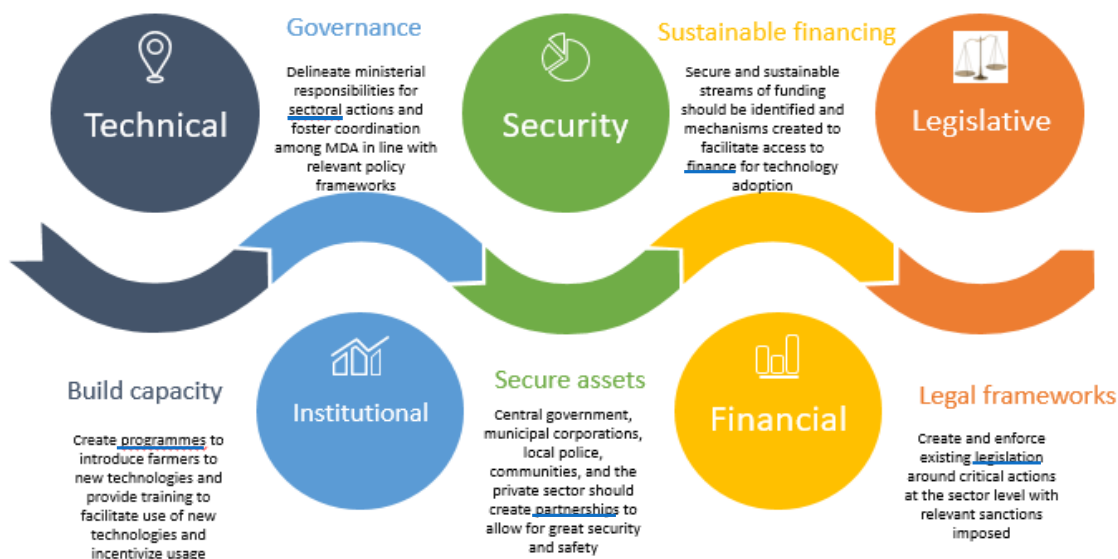 Technical
Governance
Delineate ministerial
responsibilities for
sectoral actions and
foster coordination
among MDA in line with
relevant policy
frameworks
Security
Sustainable financing
Secure and sustainable
streams of funding
should be identified and
mechanisms created to
facilitate access to
finance for technology
adoption
Legislative
Build capacity
Create programmes to
introduce farmers to
new technologies and
provide training to
facilitate use of new
technologies and
incentivize usage
Institutional
Secure assets
Central government,
municipal corporations,
local police,
communities, and the
private sector should
create partnerships to
allow for great security
and safety
Financial
Legal frameworks
Create and enforce
existing legislation
around critical actions
at the sector level with
relevant sanctions
imposed